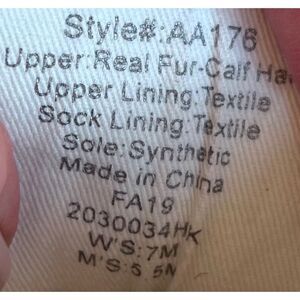 Style#:AA176
Upper:Real Fur-Calf Ha
Upper Lining:Textile
Sock Lining:Textile
Sole:Synthetic
Made in China
FA19
2030034HK
W'S:7M
M'S:5.5M